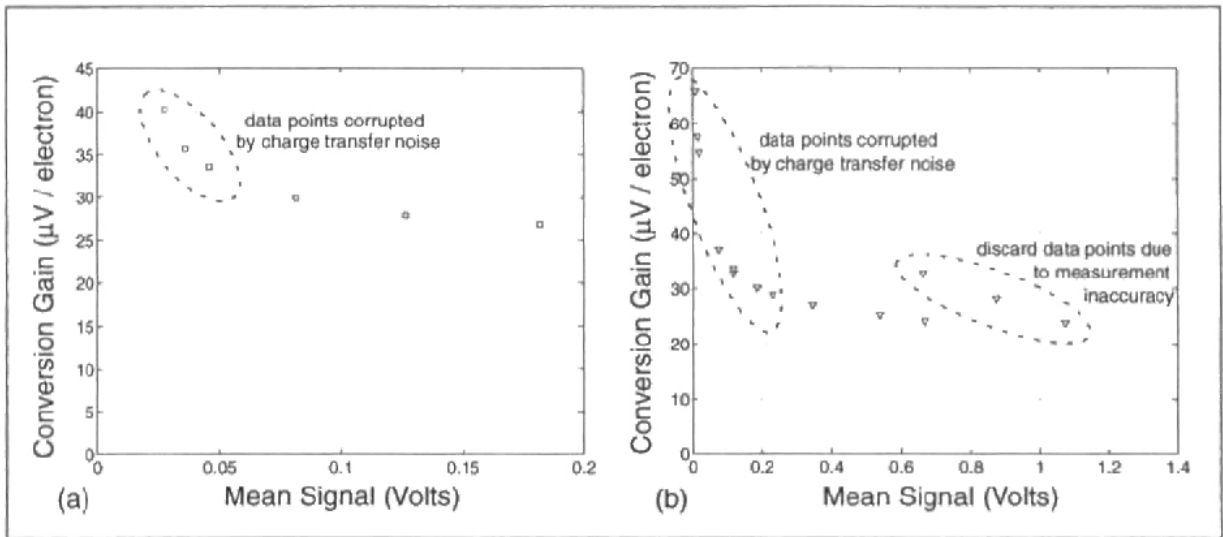 45
40
35
30
25
20
15
10
5
0
0
0.05
0.1
0.15
0.2
Conversion Gain (μV / electron)
Mean Signal (Volts)
data points corrupted
by charge transfer noise
(a)
70
60
50
40
30
20
10
0
0
0.2
0.4
0.6
0.8
1
1.2
1.4
Conversion Gain (μV / electron)
Mean Signal (Volts)
data points corrupted
by charge transfer noise
discard data points due
to measurement
inaccuracy
(b)